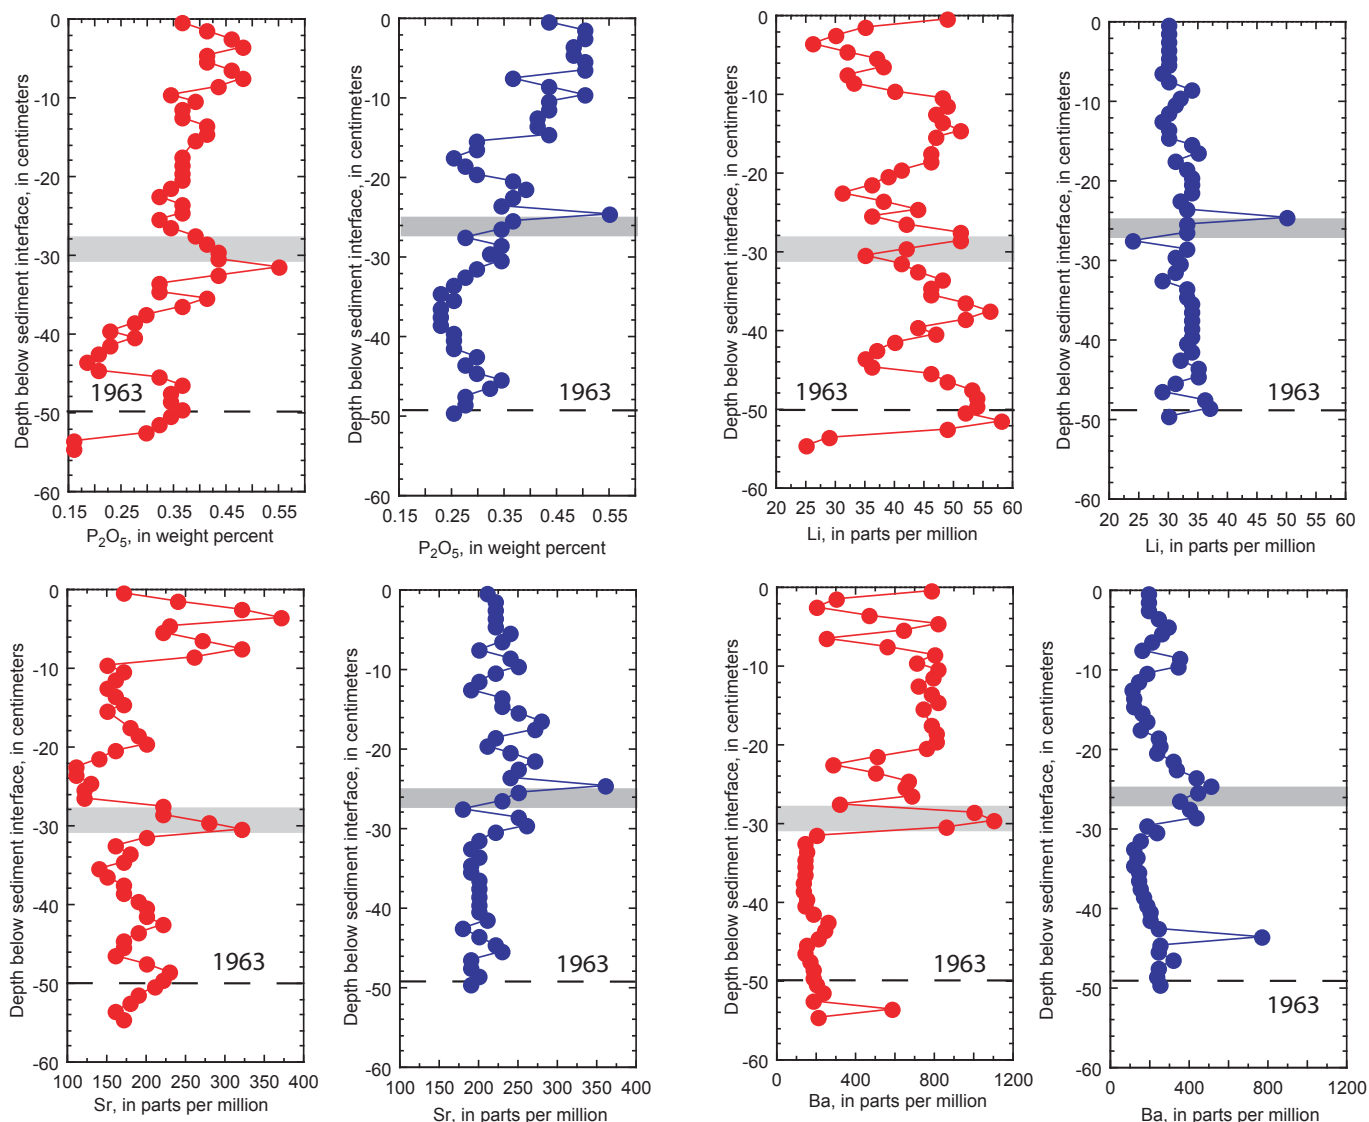 0
-10
-20
-30
-40
-50
-60
Depth below sediment interface, in centimeters
1963
0.15 0.25 0.35 0.45 0.55
P2O5, in weight percent
0
-10
-20
-30
-40
-50
-60
Depth below sediment interface, in centimeters
1963
0.15 0.25 0.35 0.45 0.55
P2O5, in weight percent
0
-10
-20
-30
-40
-50
-60
Depth below sediment interface, in centimeters
1963
20 25 30 35 40 45 50 55 60
Li, in parts per million
0
-10
-20
-30
-40
-50
-60
Depth below sediment interface, in centimeters
1963
20 25 30 35 40 45 50 55 60
Li, in parts per million
0
-10
-20
-30
-40
-50
-60
Depth below sediment interface, in centimeters
1963
100 150 200 250 300 350 400
Sr, in parts per million
0
-10
-20
-30
-40
-50
-60
Depth below sediment interface, in centimeters
1963
100 150 200 250 300 350 400
Sr, in parts per million
0
-10
-20
-30
-40
-50
-60
Depth below sediment interface, in centimeters
1963
0 400 800 1200
Ba, in parts per million
0
-10
-20
-30
-40
-50
-60
Depth below sediment interface, in centimeters
1963
0 400 800 1200
Ba, in parts per million